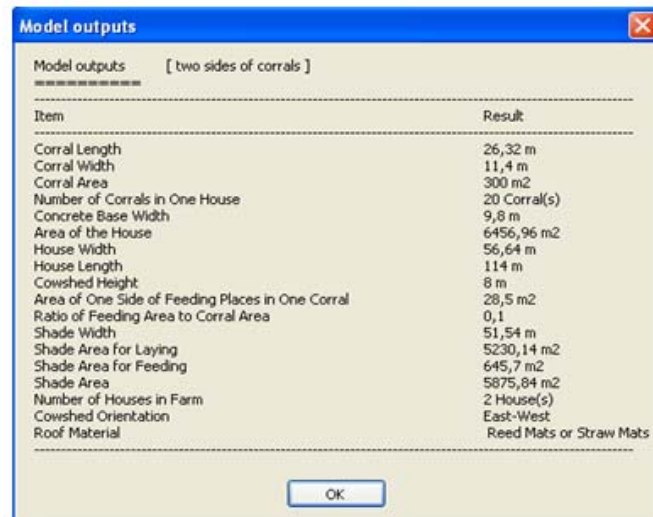 Model outputs
Model outputs [ two sides of corrals ]
==========
Item Result
Corral Length 26,32 m
Corral Width 11,4 m
Corral Area 300 m2
Number of Corrals in One House 20 Corral(s)
Concrete Base Width 9,8 m
Area of the House 6456,96 m2
House Width 56,64 m
House Length 114 m
Cowshed Height 8 m
Area of One Side of Feeding Places in One Corral 28,5 m2
Ratio of Feeding Area to Corral Area 0,1
Shade Width 51,54 m
Shade Area for Laying 5230,14 m2
Shade Area for Feeding 645,7 m2
Shade Area 5875,84 m2
Number of Houses in Farm 2 House(s)
Cowshed Orientation East-West
Roof Material Reed Mats or Straw Mats
OK